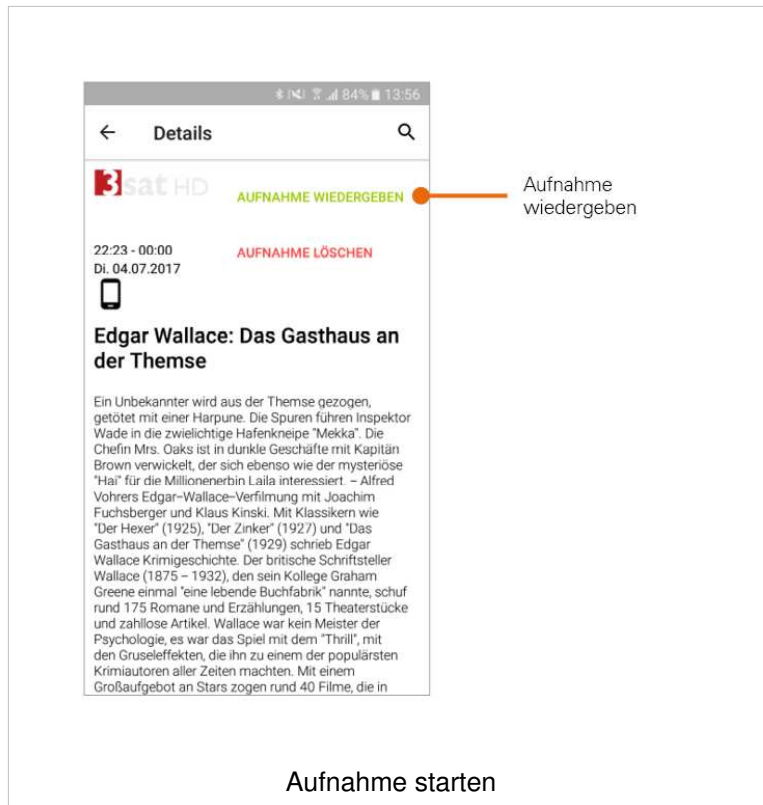 84% 13:56
Details
3sat HD
AUFNAHME WIEDERGEBEN
Aufnahme
wiedergeben
22:23 - 00:00
AUFNAHME LÖSCHEN
Di. 04.07.2017
Edgar Wallace: Das Gasthaus an
der Themse
Ein Unbekannter wird aus der Themse gezogen,
getötet mit einer Harpune. Die Spuren führen Inspektor
Wade in die zwielichtige Hafenkneipe "Mekka". Die
Chefin Mrs. Oaks ist in dunkle Geschäfte mit Kapitän
Brown verwickelt, der sich ebenso wie der mysteriöse
"Hai" für die Millionenerbin Laila interessiert. – Alfred
Vohrers Edgar–Wallace–Verfilmung mit Joachim
Fuchsberger und Klaus Kinski. Mit Klassikern wie
"Der Hexer" (1925), "Der Zinker" (1927) und "Das
Gasthaus an der Themse" (1929) schrieb Edgar
Wallace Krimigeschichte. Der britische Schriftsteller
Wallace (1875 – 1932), den sein Kollege Graham
Greene einmal "eine lebende Buchfabrik" nannte, schuf
rund 175 Romane und Erzählungen, 15 Theaterstücke
und zahllose Artikel. Wallace war kein Meister der
Psychologie, es war das Spiel mit dem "Thrill", mit
den Gruseleffekten, die ihn zu einem der populärsten
Krimiautoren aller Zeiten machten. Mit einem
Großaufgebot an Stars zogen rund 40 Filme, die in
Aufnahme starten